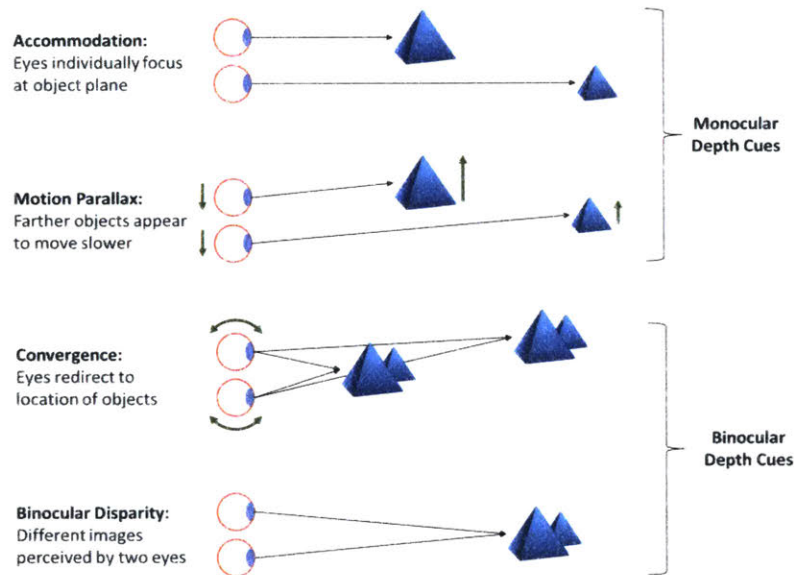 Accommodation:
Eyes individually focus
at object plane
Monocular
Depth Cues
Motion Parallax:
Farther objects appear
to move slower
Convergence:
Eyes redirect to
location of objects
Binocular
Depth Cues
Binocular Disparity:
Different images
perceived by two eyes